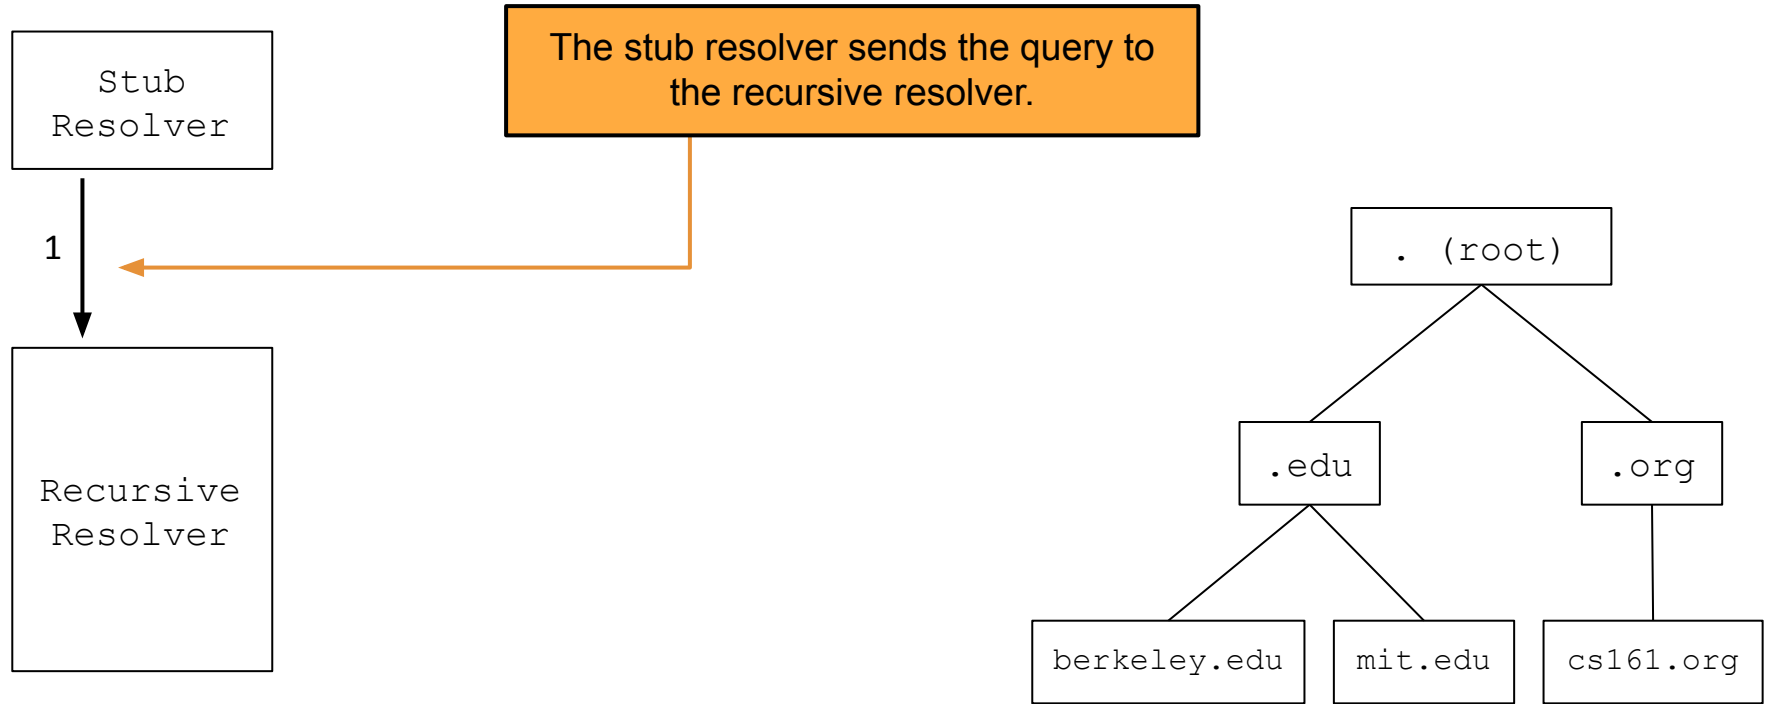 Stub
Resolver
The stub resolver sends the query to
the recursive resolver.
1
Recursive
Resolver
. (root)
.edu
.org
berkeley.edu
mit.edu
cs161.org